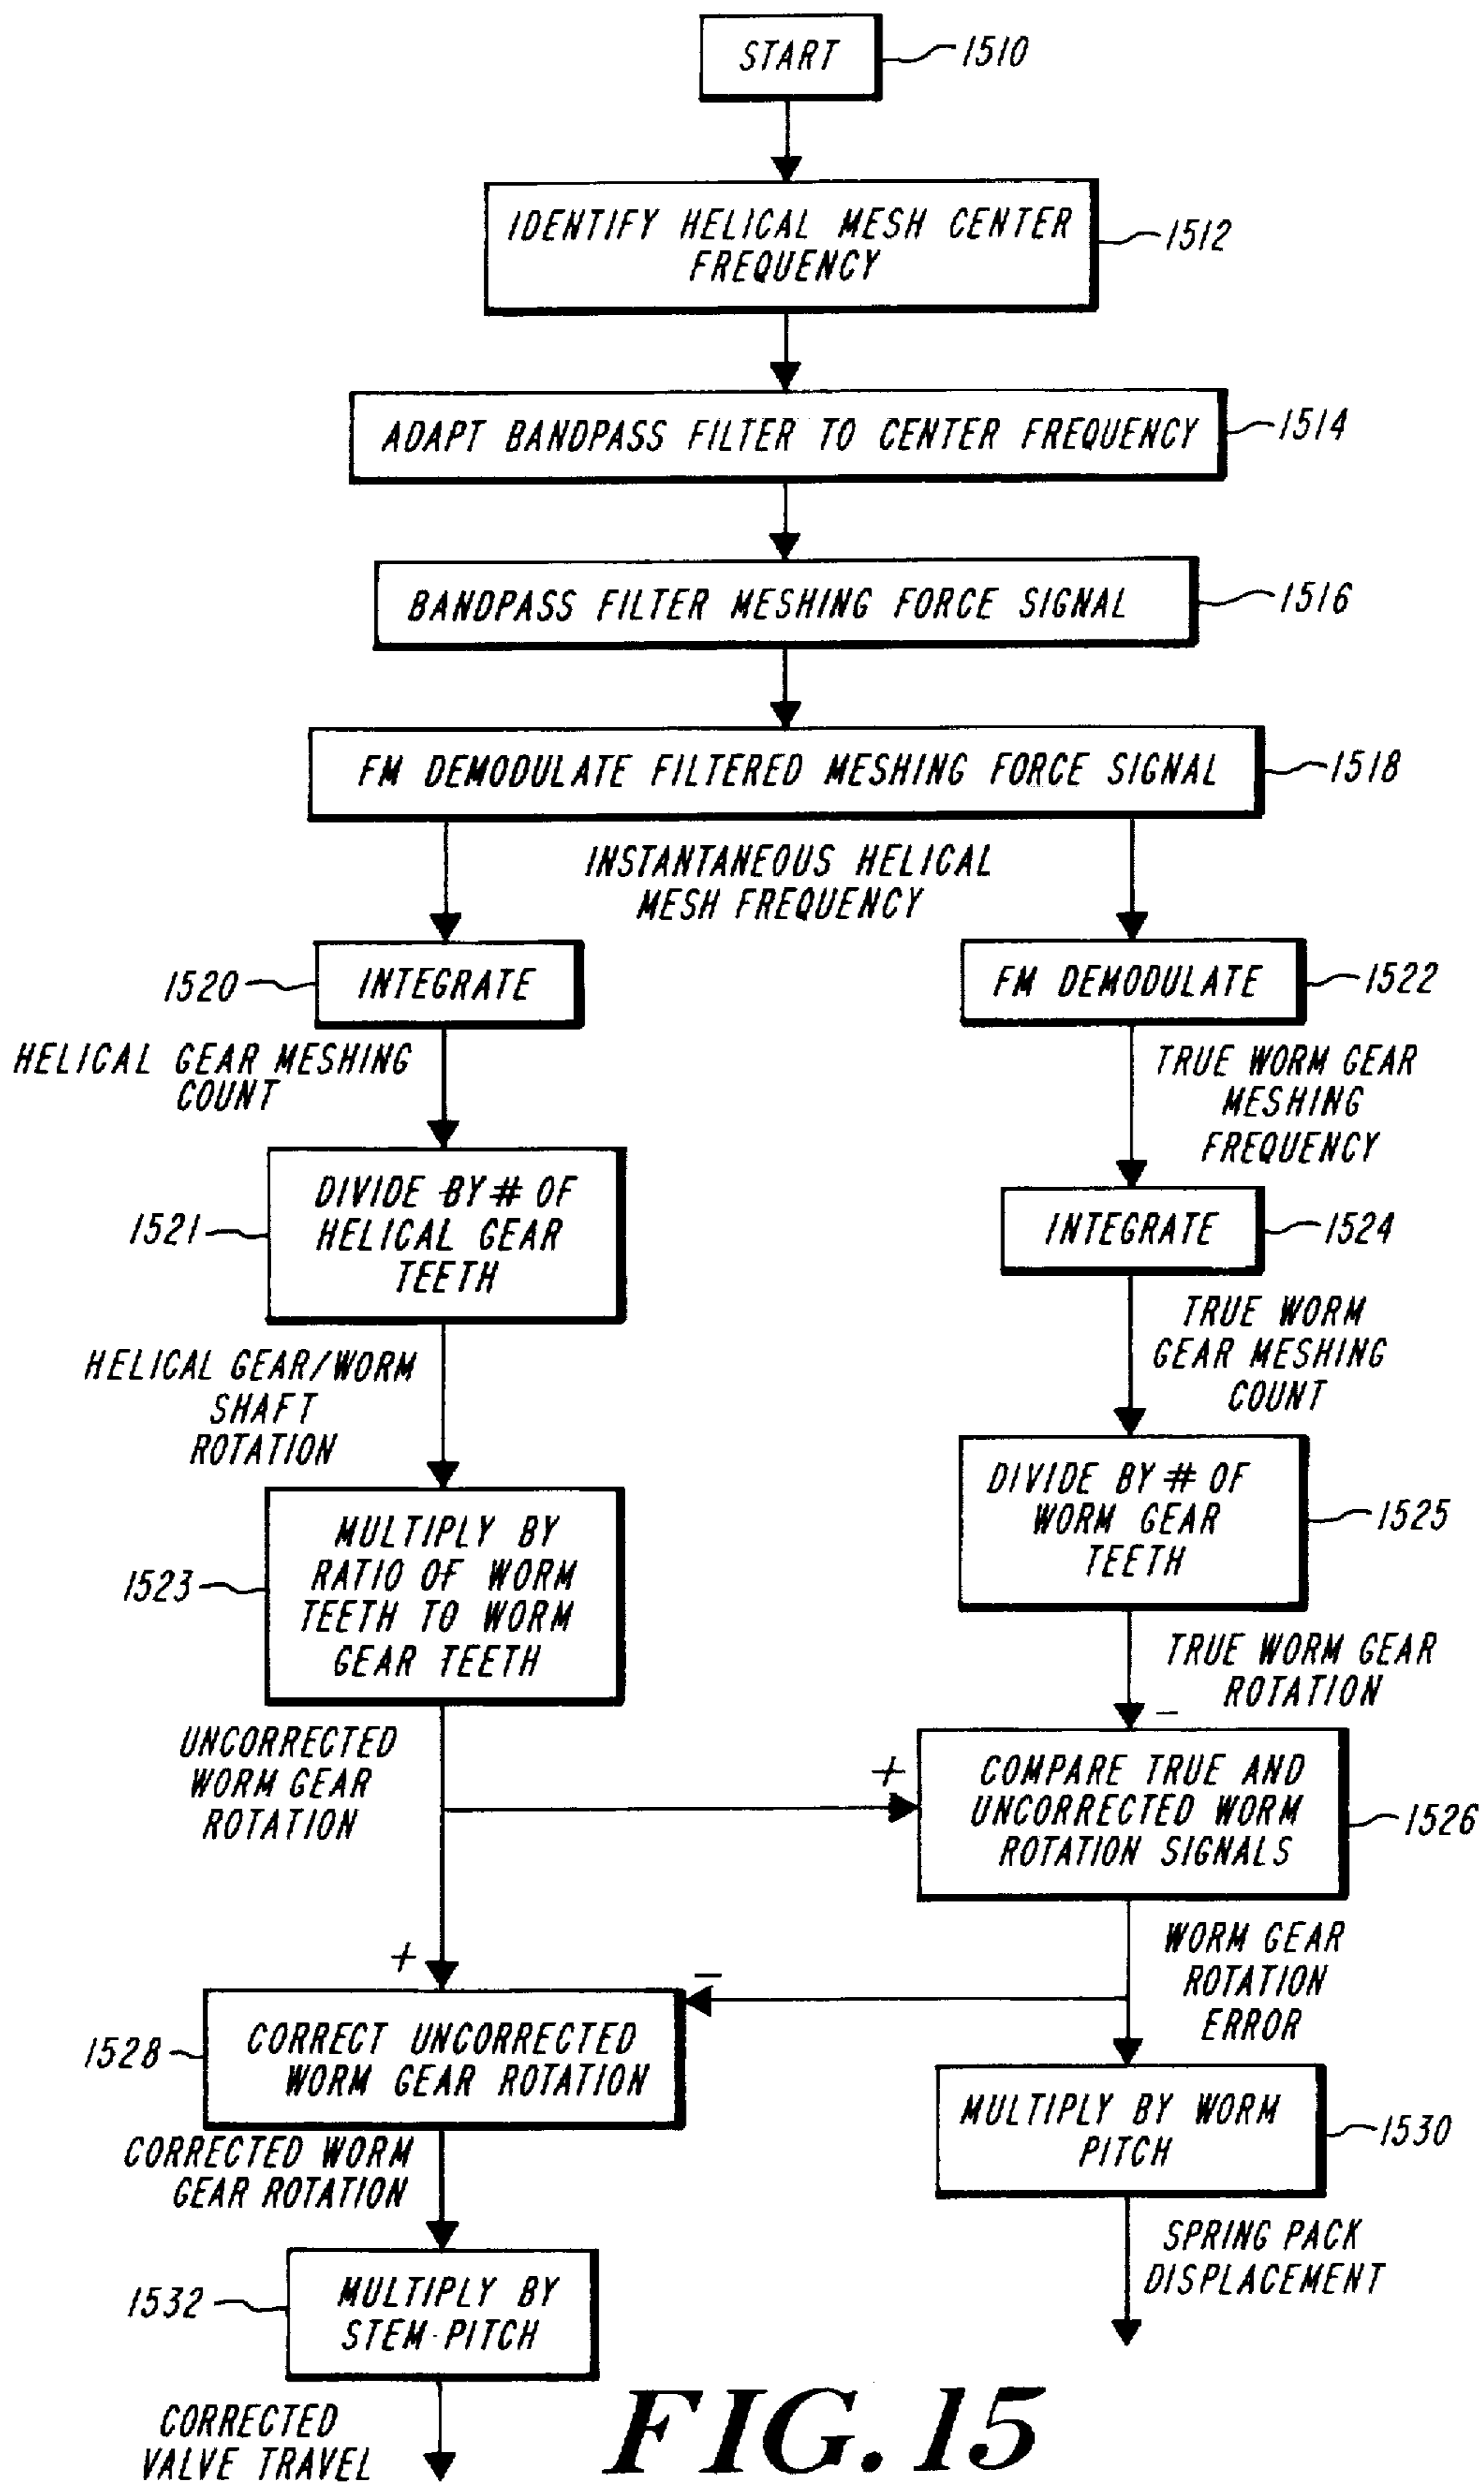 START
1510
IDENTIFY HELICAL MESH CENTER
FREQUENCY
1512
ADAPT BANDPASS FILTER TO CENTER FREQUENCY
1514
BANDPASS FILTER MESHING FORCE SIGNAL
1516
FM DEMODULATE FILTERED MESHING FORCE SIGNAL
1518
INSTANTANEOUS HELICAL
MESH FREQUENCY
1520
INTEGRATE
FM DEMODULATE
1522
HELICAL GEAR MESHING
COUNT
TRUE WORM GEAR
MESHING
FREQUENCY
1521
DIVIDE BY # OF
HELICAL GEAR
TEETH
INTEGRATE
1524
TRUE WORM
GEAR MESHING
COUNT
HELICAL GEAR/WORM
SHAFT
ROTATION
DIVIDE BY # OF
WORM GEAR
TEETH
1525
1523
MULTIPLY BY
RATIO OF WORM
TEETH TO WORM
GEAR TEETH
TRUE WORM GEAR
ROTATION
−
UNCORRECTED
WORM GEAR
ROTATION
+
COMPARE TRUE AND
UNCORRECTED WORM
ROTATION SIGNALS
1526
WORM GEAR
ROTATION
ERROR
+
−
1528
CORRECT UNCORRECTED
WORM GEAR ROTATION
MULTIPLY BY WORM
PITCH
1530
CORRECTED WORM
GEAR ROTATION
SPRING PACK
DISPLACEMENT
1532
MULTIPLY BY
STEM-PITCH
CORRECTED
VALVE TRAVEL
FIG. 15